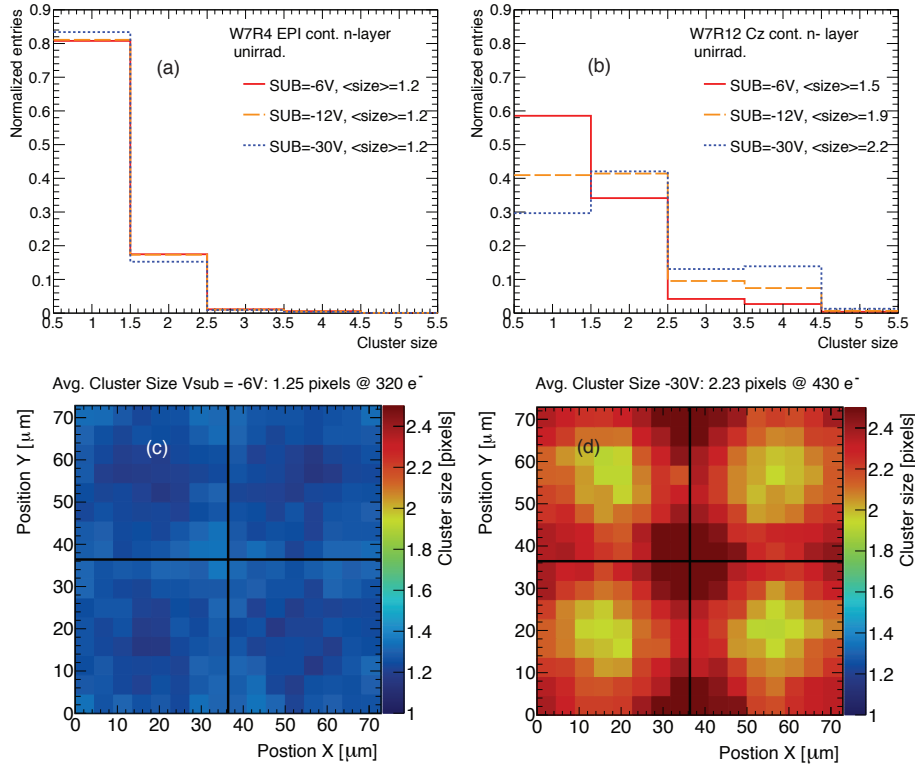 W7R4 EPI cont. n-layer
unirrad.
(a)
SUB=-6V, <size>=1.2
SUB=-12V, <size>=1.2
SUB=-30V, <size>=1.2
Normalized entries
0.9
0.8
0.7
0.6
0.5
0.4
0.3
0.2
0.1
0
0.5 1 1.5 2 2.5 3 3.5 4 4.5 5 5.5
Cluster size
W7R12 Cz cont. n- layer
unirrad.
(b)
SUB=-6V, <size>=1.5
SUB=-12V, <size>=1.9
SUB=-30V, <size>=2.2
Normalized entries
0.9
0.8
0.7
0.6
0.5
0.4
0.3
0.2
0.1
0
0.5 1 1.5 2 2.5 3 3.5 4 4.5 5 5.5
Cluster size
Avg. Cluster Size Vsub = -6V: 1.25 pixels @ 320 e-
(c)
Position Y [μm]
70
60
50
40
30
20
10
0
0 10 20 30 40 50 60 70
Postion X [μm]
2.4
2.2
2
1.8
1.6
1.4
1.2
1
Cluster size [pixels]
Avg. Cluster Size -30V: 2.23 pixels @ 430 e-
(d)
Position Y [μm]
70
60
50
40
30
20
10
0
0 10 20 30 40 50 60 70
Postion X [μm]
2.4
2.2
2
1.8
1.6
1.4
1.2
1
Cluster size [pixels]